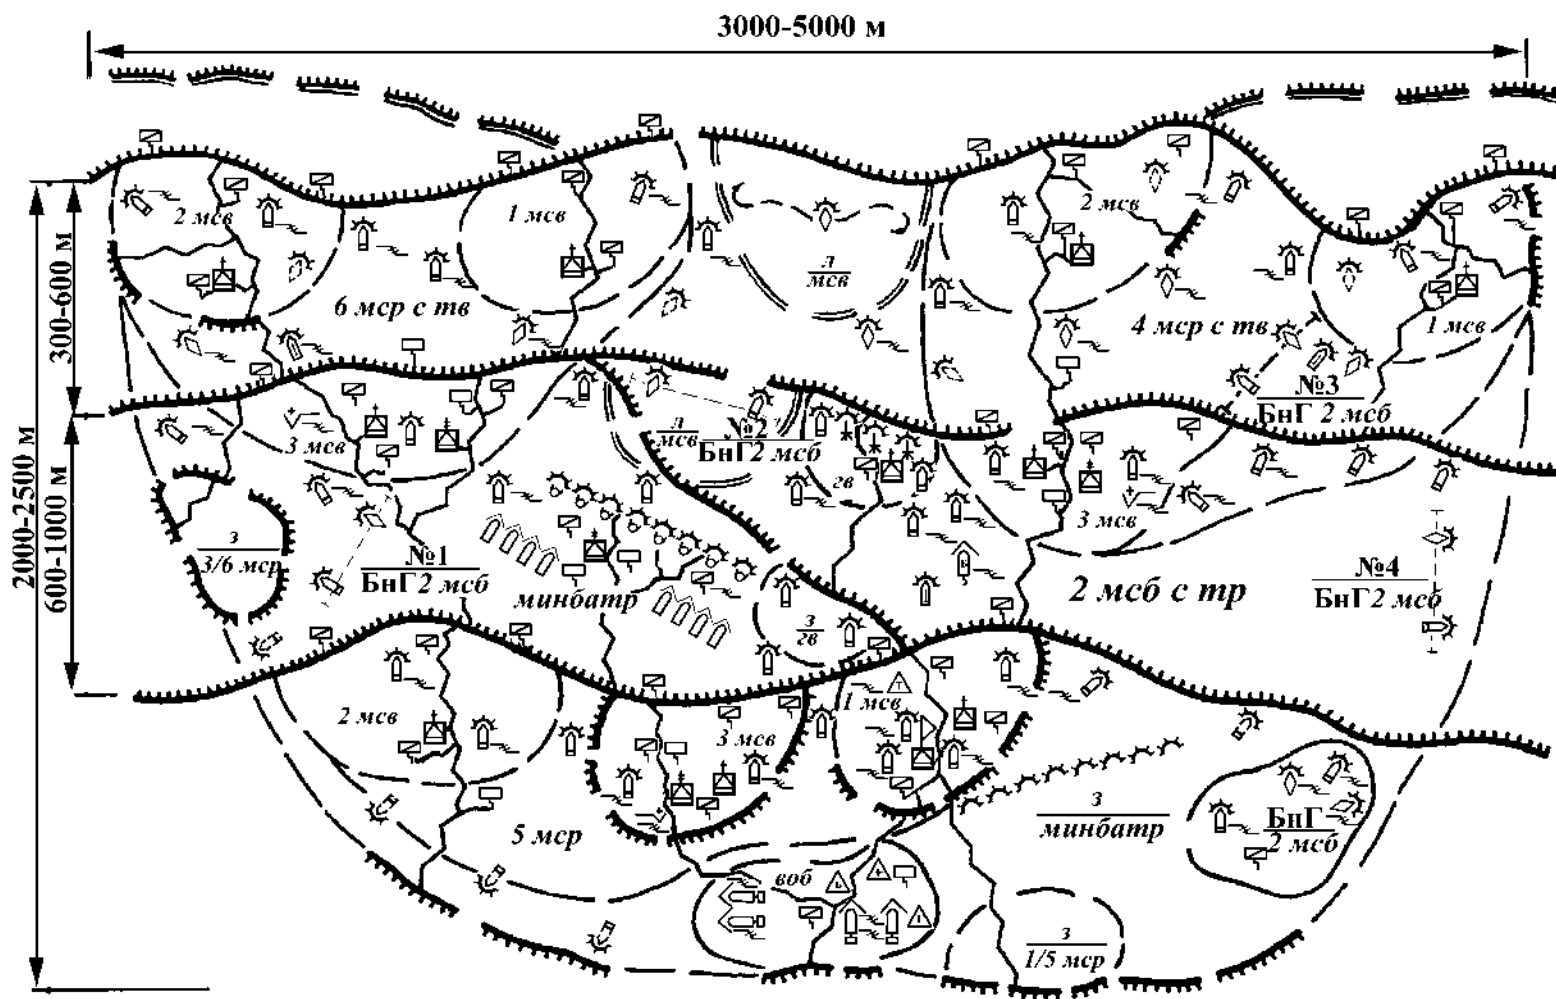 3000-5000 м
2 мсв
1 мсв
2 мсв
л
мсв
6 мср с тв
4 мср с тв
1 мсв
300-600 м
№3
БнГ 2 мсб
3 мсв
л
мсв
№2
БнГ 2 мсб
гв
3 мсв
2000-2500 м
600-1000 м
з
3/6 мср
№1
БнГ 2 мсб
минбатр
2 мсб с тр
№4
БнГ 2 мсб
з
гв
2 мсв
3 мсв
1 мсв
5 мср
з
минбатр
БнГ
2 мсб
воб
з
1/5 мср